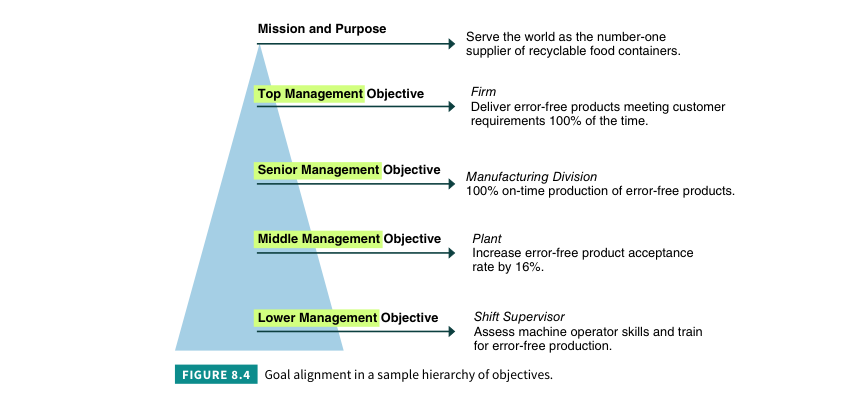 Mission and Purpose
Serve the world as the number-one
supplier of recyclable food containers.
Top Management Objective
Firm
Deliver error-free products meeting customer
requirements 100% of the time.
Senior Management Objective
Manufacturing Division
100% on-time production of error-free products.
Middle Management Objective
Plant
Increase error-free product acceptance
rate by 16%.
Lower Management Objective
Shift Supervisor
Assess machine operator skills and train
for error-free production.
FIGURE 8.4 Goal alignment in a sample hierarchy of objectives.